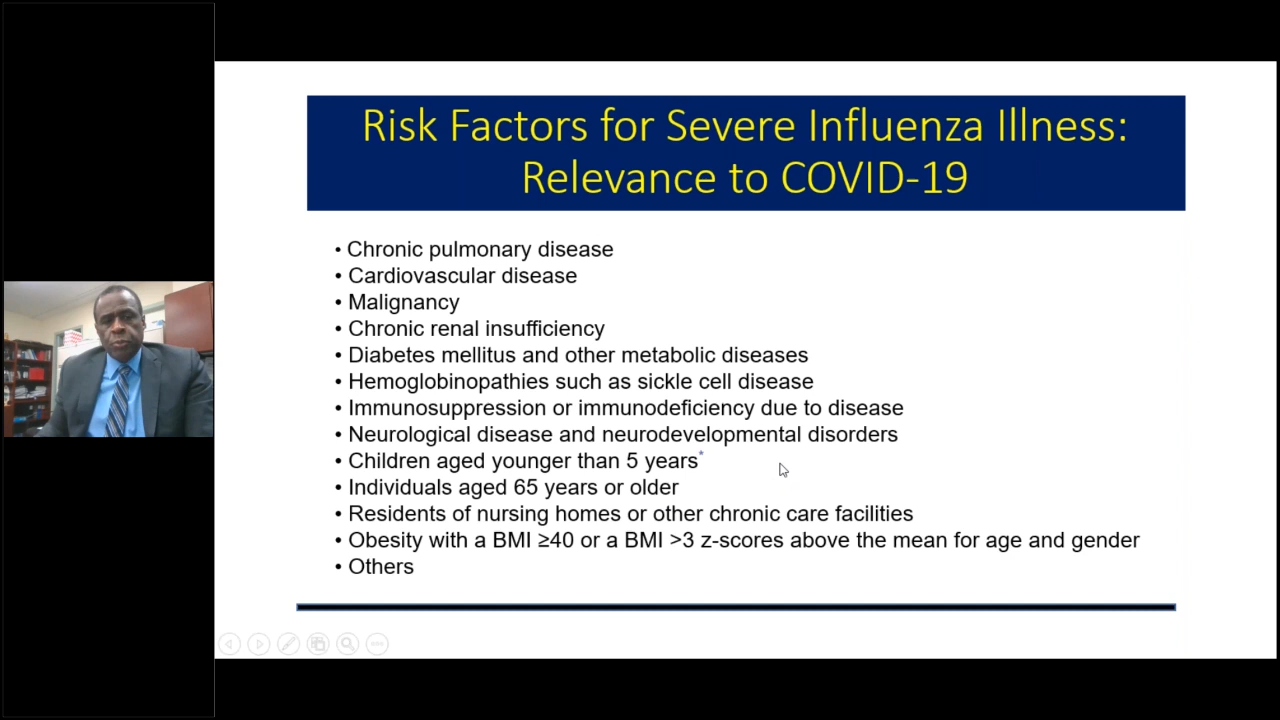 Risk Factors for Severe Influenza Illness:
Relevance to COVID-19
• Chronic pulmonary disease
• Cardiovascular disease
• Malignancy
• Chronic renal insufficiency
• Diabetes mellitus and other metabolic diseases
• Hemoglobinopathies such as sickle cell disease
• Immunosuppression or immunodeficiency due to disease
• Neurological disease and neurodevelopmental disorders
• Children aged younger than 5 years*
• Individuals aged 65 years or older
• Residents of nursing homes or other chronic care facilities
• Obesity with a BMI ≥40 or a BMI >3 z-scores above the mean for age and gender
• Others